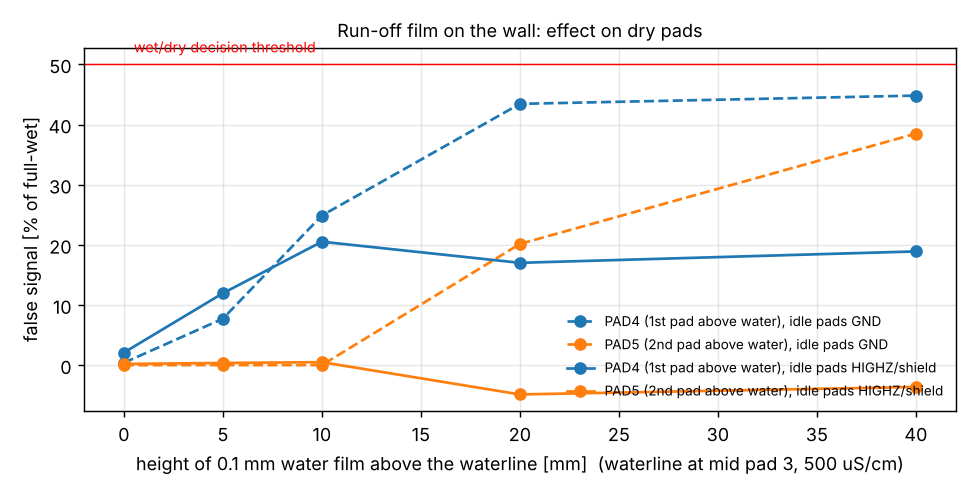 Run-off film on the wall: effect on dry pads
wet/dry decision threshold
false signal [% of full-wet]
50
40
30
20
10
0
PAD4 (1st pad above water), idle pads GND
PAD5 (2nd pad above water), idle pads GND
PAD4 (1st pad above water), idle pads HIGHZ/shield
PAD5 (2nd pad above water), idle pads HIGHZ/shield
0 5 10 15 20 25 30 35 40
height of 0.1 mm water film above the waterline [mm]  (waterline at mid pad 3, 500 uS/cm)